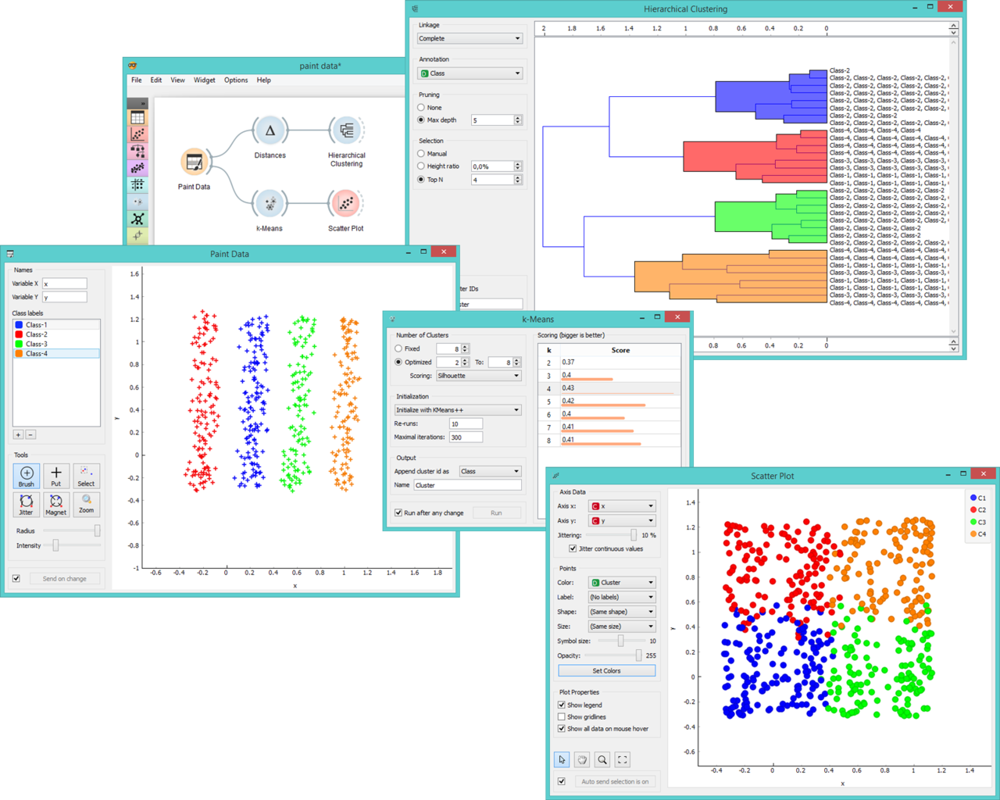 Hierarchical Clustering
Linkage
Complete
Annotation
Class
Pruning
None
Max depth 5
Selection
Manual
Height ratio 0,0%
Top N 4
ter IDs
ster
2 1.8 1.6 1.4 1.2 1 0.8 0.6 0.4 0.2 0
Class-2
Class-2, Class-2, Class-2, Class-2, Class-2,
Class-2, Class-2, Class-2, Class-2, Class-2,
Class-2, Class-2, Class-2, Class-2, Class-2,
Class-2, Class-2, Class-2, Class-2, Class-2,
Class-2, Class-2, Class-2, Class-2, Class-2,
Class-2, Class-2, Class-2
Class-2, Class-2, Class-2, Class-2, Class-2,
Class-4, Class-4, Class-4, Class-4
Class-4, Class-4, Class-4, Class-4, Class-4,
Class-4, Class-4, Class-4, Class-4, Class-4,
Class-4, Class-4, Class-4, Class-4, Class-4,
Class-3, Class-3, Class-3, Class-3, Class-3,
Class-3, Class-3, Class-3, Class-3, Class-3,
Class-1, Class-1, Class-1, Class-1, Class-1,
Class-1, Class-1, Class-1, Class-1, Class-1,
Class-2, Class-2, Class-2, Class-2, Class-2
Class-2, Class-2, Class-2, Class-2, Class-2,
Class-2, Class-2, Class-2, Class-2, Class-2,
Class-2, Class-2, Class-2, Class-2, Class-2,
Class-2, Class-2, Class-2, Class-2, Class-2,
Class-2, Class-2, Class-2, Class-2
Class-2, Class-2, Class-2, Class-2
Class-2, Class-2, Class-2, Class-2, Class-2,
Class-4, Class-4, Class-4, Class-4, Class-4,
Class-4, Class-4, Class-4, Class-4, Class-4,
Class-1, Class-1, Class-1, Class-1, Class-1,
Class-3, Class-3, Class-3, Class-3, Class-3,
Class-1, Class-1, Class-1, Class-1, Class-1,
Class-1, Class-1, Class-1, Class-1, Class-1,
Class-3, Class-3, Class-3, Class-3, Class-3,
Class-4, Class-4, Class-4, Class-4, Class-4,
0.8 0.6 0.4 0.2 0
paint data*
File Edit View Widget Options Help
Paint Data
Distances
Hierarchical
Clustering
k-Means
Scatter Plot
Paint Data
Names
Variable X x
Variable Y y
Class labels
Class-1
Class-2
Class-3
Class-4
+ −
Tools
Brush Put Select
Jitter Magnet Zoom
Radius
Intensity
Send on change
1.6
1.4
1.2
1
0.8
0.6
0.4
0.2
0
-0.2
-0.4
-0.6
-0.8
-1
y
-0.6 -0.4 -0.2 0 0.2 0.4 0.6 0.8 1 1.2 1.4 1.6 1.8
x
k-Means
Number of Clusters
Fixed 8
Optimized 2 To: 8
Scoring: Silhouette
Initialization
Initialize with KMeans++
Re-runs: 10
Maximal iterations: 300
Output
Append cluster id as Class
Name Cluster
Run after any change Run
Scoring (bigger is better)
k Score
2 0.37
3 0.4
4 0.43
5 0.42
6 0.4
7 0.41
8 0.41
Scatter Plot
Axis Data
Axis x: C x
Axis y: C y
Jittering: 10 %
Jitter continuous values
Points
Color: D Cluster
Label: (No labels)
Shape: (Same shape)
Size: (Same size)
Symbol size: 10
Opacity: 255
Set Colors
Plot Properties
Show legend
Show gridlines
Show all data on mouse hover
Auto send selection is on
1.4
1.2
1
0.8
0.6
0.4
0.2
0
-0.2
-0.4
-0.6
y
-0.4 -0.2 0 0.2 0.4 0.6 0.8 1 1.2 1.4
x
C1
C2
C3
C4